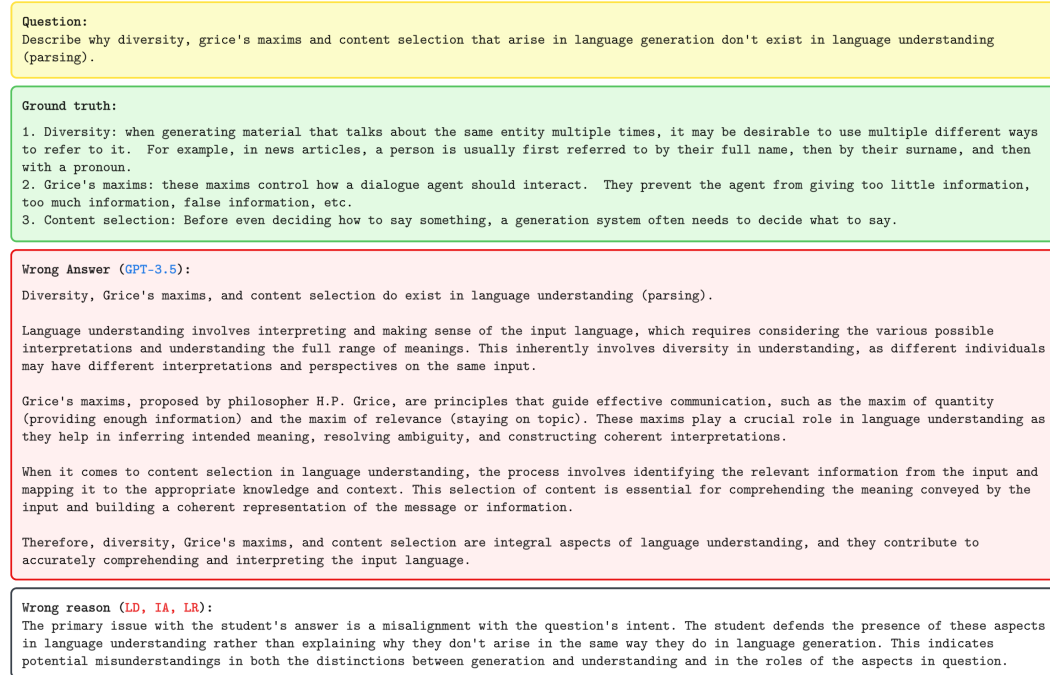 Question:
Describe why diversity, grice's maxims and content selection that arise in language generation don't exist in language understanding
(parsing).
Ground truth:
1. Diversity: when generating material that talks about the same entity multiple times, it may be desirable to use multiple different ways
to refer to it. For example, in news articles, a person is usually first referred to by their full name, then by their surname, and then
with a pronoun.
2. Grice's maxims: these maxims control how a dialogue agent should interact. They prevent the agent from giving too little information,
too much information, false information, etc.
3. Content selection: Before even deciding how to say something, a generation system often needs to decide what to say.
Wrong Answer (GPT-3.5):
Diversity, Grice's maxims, and content selection do exist in language understanding (parsing).
Language understanding involves interpreting and making sense of the input language, which requires considering the various possible
interpretations and understanding the full range of meanings. This inherently involves diversity in understanding, as different individuals
may have different interpretations and perspectives on the same input.
Grice's maxims, proposed by philosopher H.P. Grice, are principles that guide effective communication, such as the maxim of quantity
(providing enough information) and the maxim of relevance (staying on topic). These maxims play a crucial role in language understanding as
they help in inferring intended meaning, resolving ambiguity, and constructing coherent interpretations.
When it comes to content selection in language understanding, the process involves identifying the relevant information from the input and
mapping it to the appropriate knowledge and context. This selection of content is essential for comprehending the meaning conveyed by the
input and building a coherent representation of the message or information.
Therefore, diversity, Grice's maxims, and content selection are integral aspects of language understanding, and they contribute to
accurately comprehending and interpreting the input language.
Wrong reason (LD, IA, LR):
The primary issue with the student's answer is a misalignment with the question's intent. The student defends the presence of these aspects
in language understanding rather than explaining why they don't arise in the same way they do in language generation. This indicates
potential misunderstandings in both the distinctions between generation and understanding and in the roles of the aspects in question.